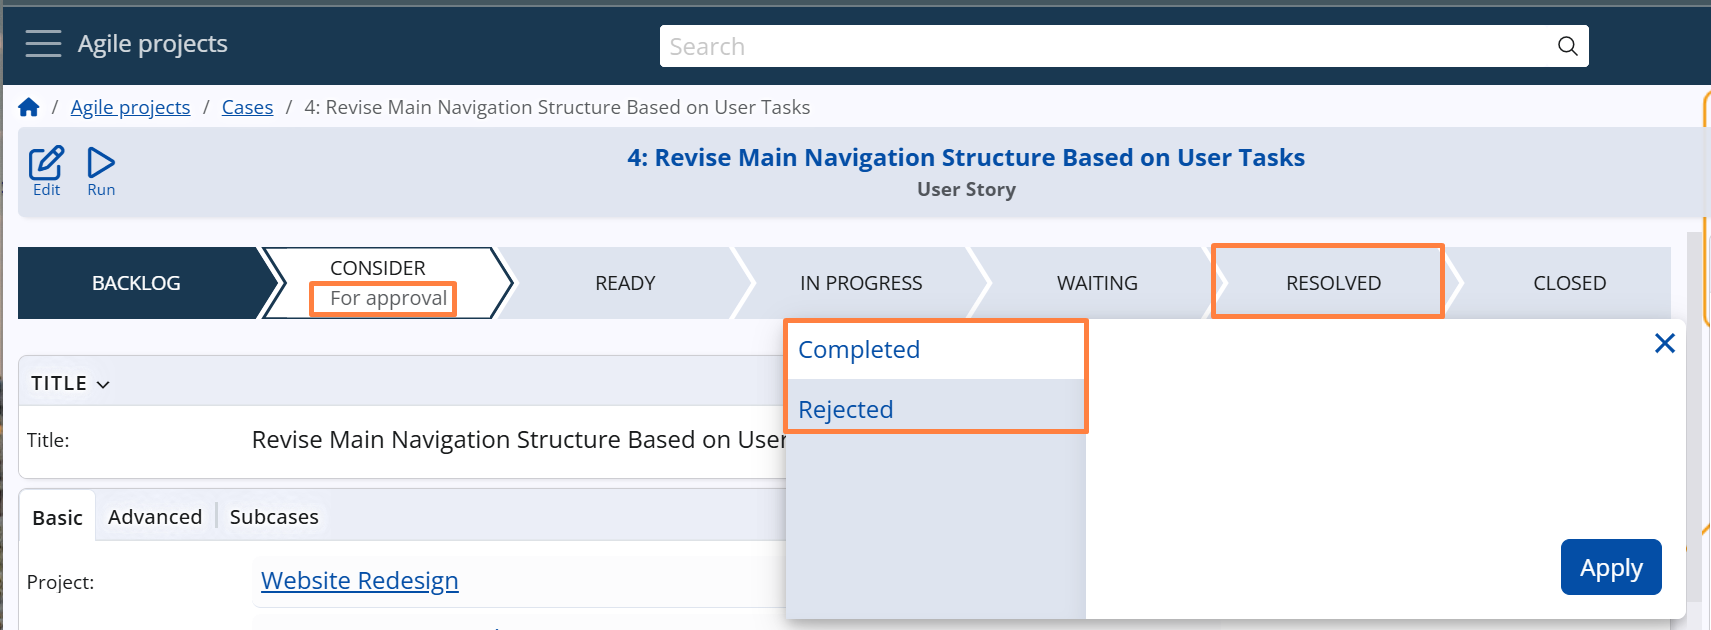 Agile projects
Search
/ Agile projects / Cases / 4: Revise Main Navigation Structure Based on User Tasks
Edit
Run
4: Revise Main Navigation Structure Based on User Tasks
User Story
BACKLOG
CONSIDER
For approval
READY
IN PROGRESS
WAITING
RESOLVED
CLOSED
Completed
Rejected
Apply
TITLE
Title:
Revise Main Navigation Structure Based on User
Basic
Advanced
Subcases
Project:
Website Redesign